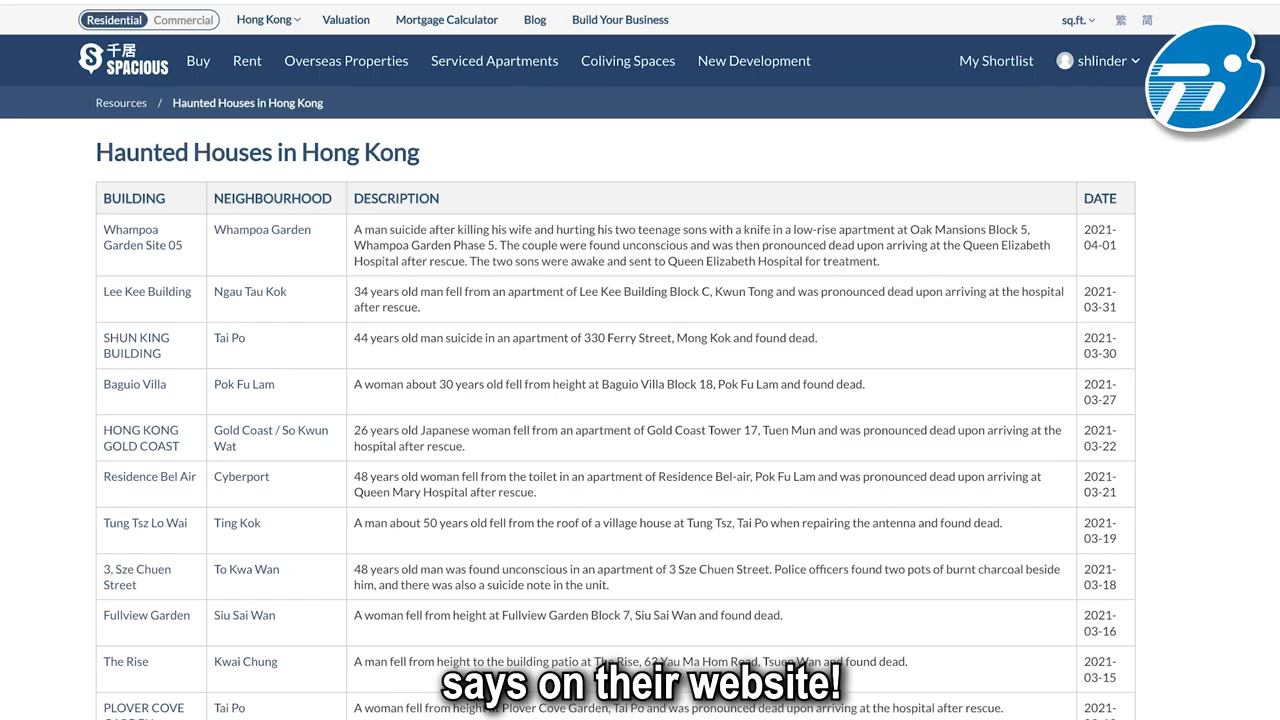 Residential Commercial Hong Kong Valuation Mortgage Calculator Blog Build Your Business sq.ft. 繁 简
千居
SPACIOUS Buy Rent Overseas Properties Serviced Apartments Coliving Spaces New Development My Shortlist shlinder
Resources / Haunted Houses in Hong Kong
Haunted Houses in Hong Kong
BUILDING NEIGHBOURHOOD DESCRIPTION DATE
Whampoa Whampoa Garden A man suicide after killing his wife and hurting his two teenage sons with a knife in a low-rise apartment at Oak Mansions Block 5, 2021-
Garden Site 05 Whampoa Garden Phase 5. The couple were found unconscious and was then pronounced dead upon arriving at the Queen Elizabeth 04-01
Hospital after rescue. The two sons were awake and sent to Queen Elizabeth Hospital for treatment.
Lee Kee Building Ngau Tau Kok 34 years old man fell from an apartment of Lee Kee Building Block C, Kwun Tong and was pronounced dead upon arriving at the hospital 2021-
after rescue. 03-31
SHUN KING Tai Po 44 years old man suicide in an apartment of 330 Ferry Street, Mong Kok and found dead. 2021-
BUILDING 03-30
Baguio Villa Pok Fu Lam A woman about 30 years old fell from height at Baguio Villa Block 18, Pok Fu Lam and found dead. 2021-
03-27
HONG KONG Gold Coast / So Kwun 26 years old Japanese woman fell from an apartment of Gold Coast Tower 17, Tuen Mun and was pronounced dead upon arriving at the 2021-
GOLD COAST Wat hospital after rescue. 03-22
Residence Bel Air Cyberport 48 years old woman fell from the toilet in an apartment of Residence Bel-air, Pok Fu Lam and was pronounced dead upon arriving at 2021-
Queen Mary Hospital after rescue. 03-21
Tung Tsz Lo Wai Ting Kok A man about 50 years old fell from the roof of a village house at Tung Tsz, Tai Po when repairing the antenna and found dead. 2021-
03-19
3, Sze Chuen To Kwa Wan 48 years old man was found unconscious in an apartment of 3 Sze Chuen Street. Police officers found two pots of burnt charcoal beside 2021-
Street him, and there was also a suicide note in the unit. 03-18
Fullview Garden Siu Sai Wan A woman fell from height at Fullview Garden Block 7, Siu Sai Wan and found dead. 2021-
03-16
The Rise Kwai Chung A man fell from height to the building patio at The Rise, 62 Yau Ma Hom Road, Tsuen Wan and found dead. 2021-
03-15
says on their website!
PLOVER COVE Tai Po A woman fell from height at Plover Cove Garden, Tai Po and was pronounced dead upon arriving at the hospital after rescue. 2021-